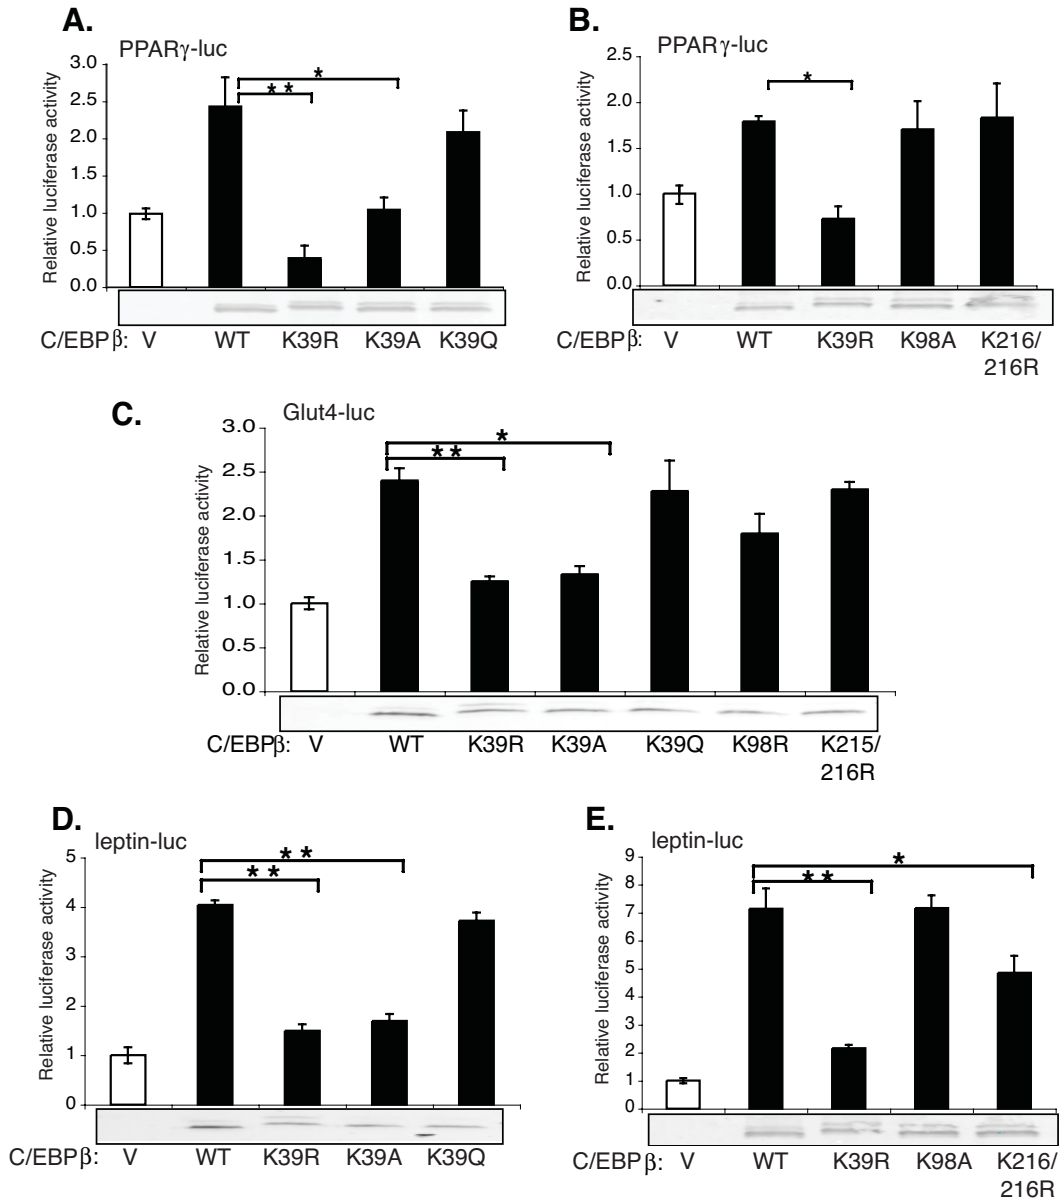 A.
PPARγ-luc
Relative luciferase activity
3.0
2.5
2.0
1.5
1.0
0.5
0.0
*
**
C/EBPβ: V WT K39R K39A K39Q
B.
PPARγ-luc
Relative luciferase activity
2.5
2.0
1.5
1.0
0.5
0.0
*
C/EBPβ: V WT K39R K98A K216/
216R
C.
Glut4-luc
Relative luciferase activity
3.0
2.5
2.0
1.5
1.0
0.5
0.0
*
**
C/EBPβ: V WT K39R K39A K39Q K98R K215/
216R
D.
leptin-luc
Relative luciferase activity
5
4
3
2
1
0
**
**
C/EBPβ: V WT K39R K39A K39Q
E.
leptin-luc
Relative luciferase activity
9
8
7
6
5
4
3
2
1
0
*
**
C/EBPβ: V WT K39R K98A K216/
216R